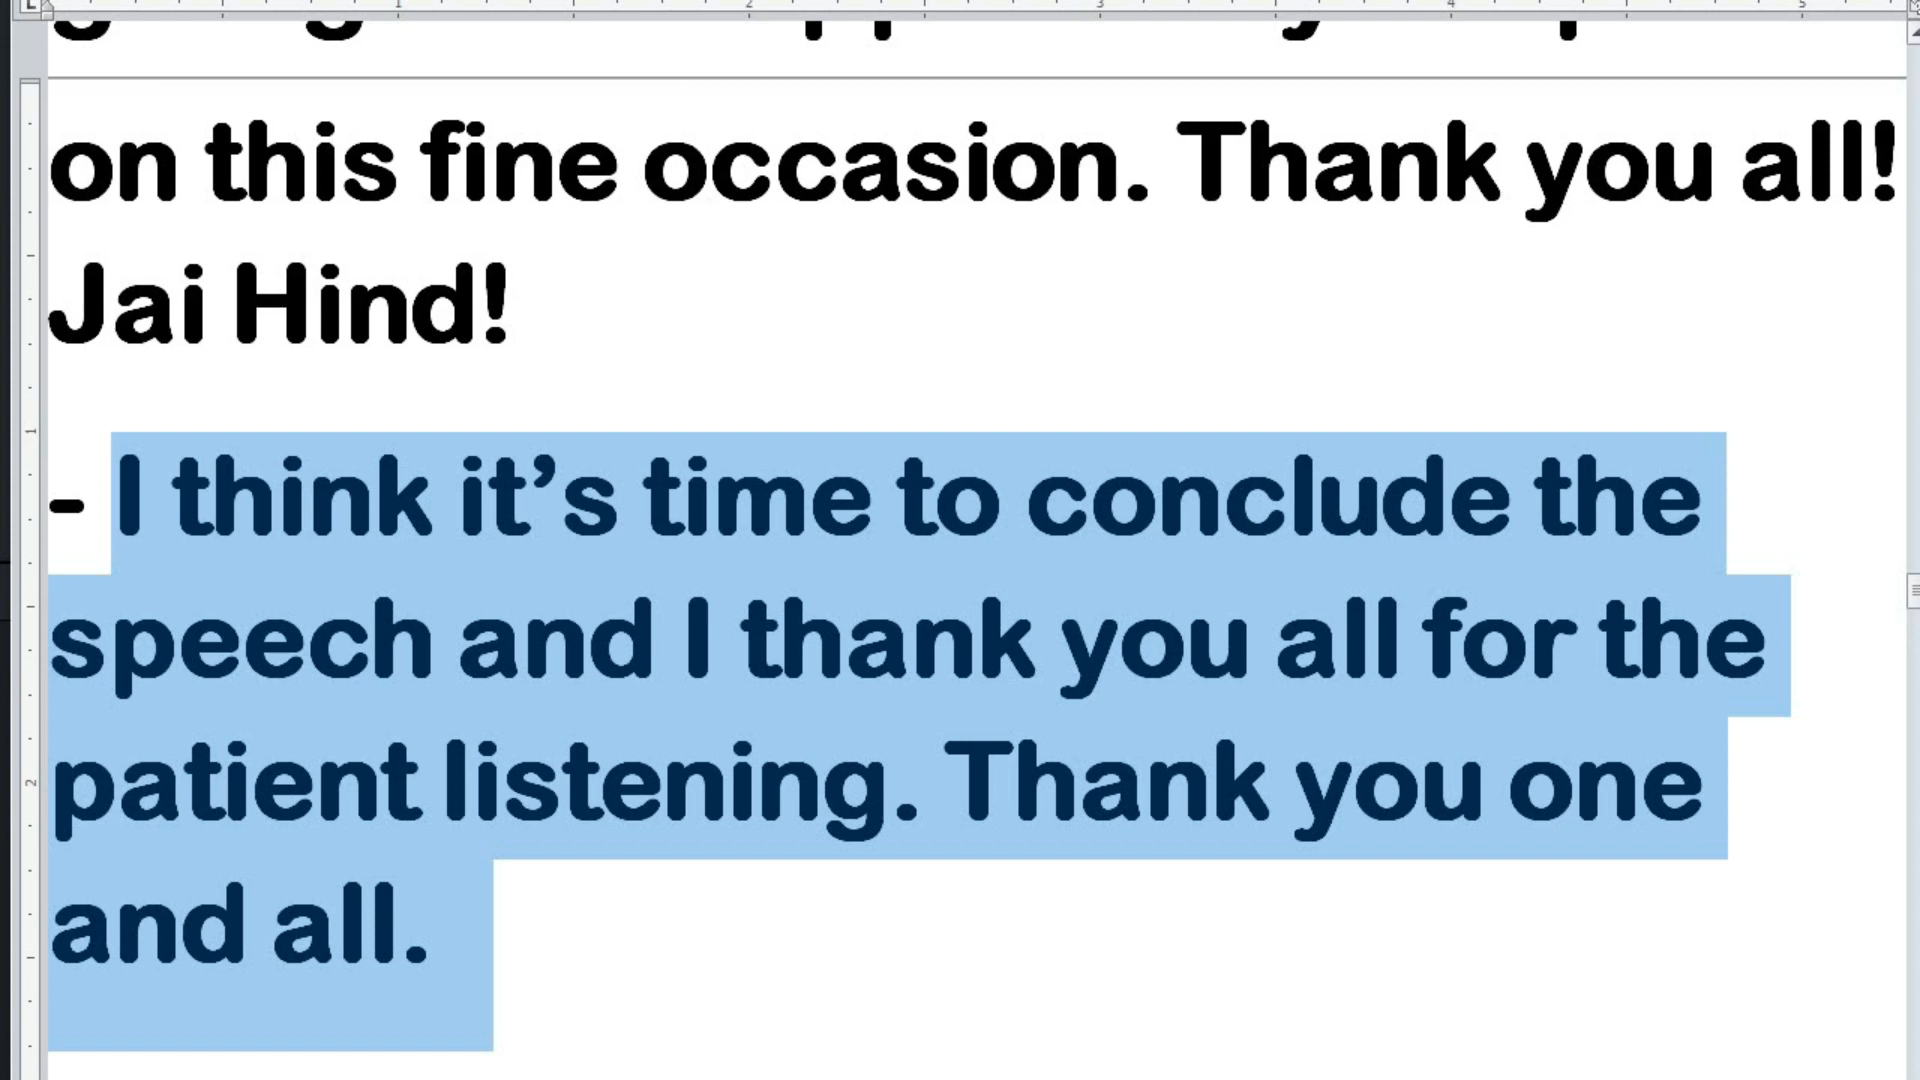 on this fine occasion. Thank you all!
Jai Hind!
- I think it’s time to conclude the
speech and I thank you all for the
patient listening. Thank you one
and all.